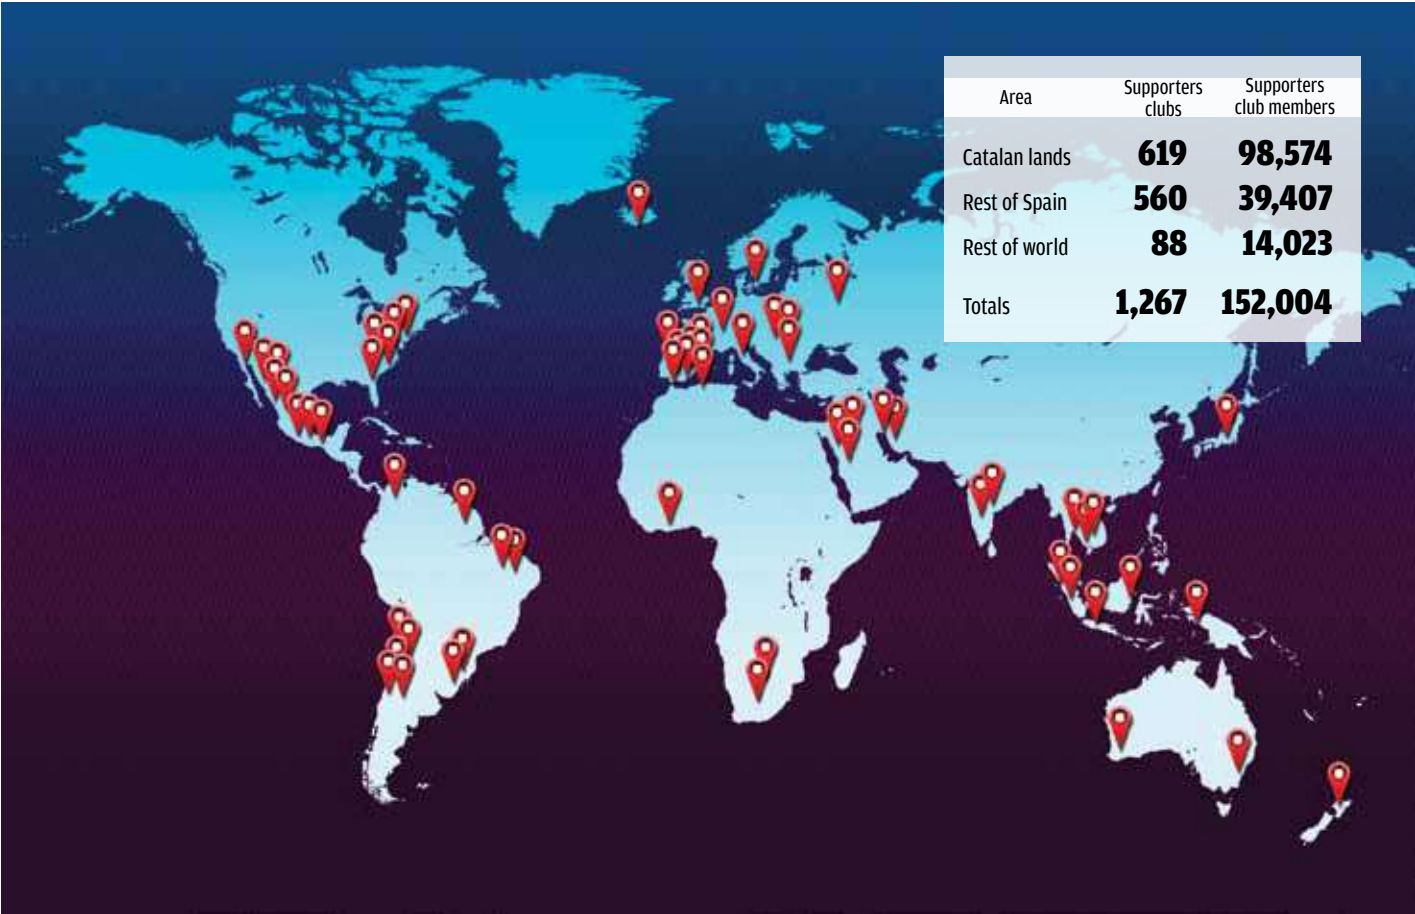 Area Supporters clubs Supporters club members
Catalan lands 619 98,574
Rest of Spain 560 39,407
Rest of world 88 14,023
Totals 1,267 152,004